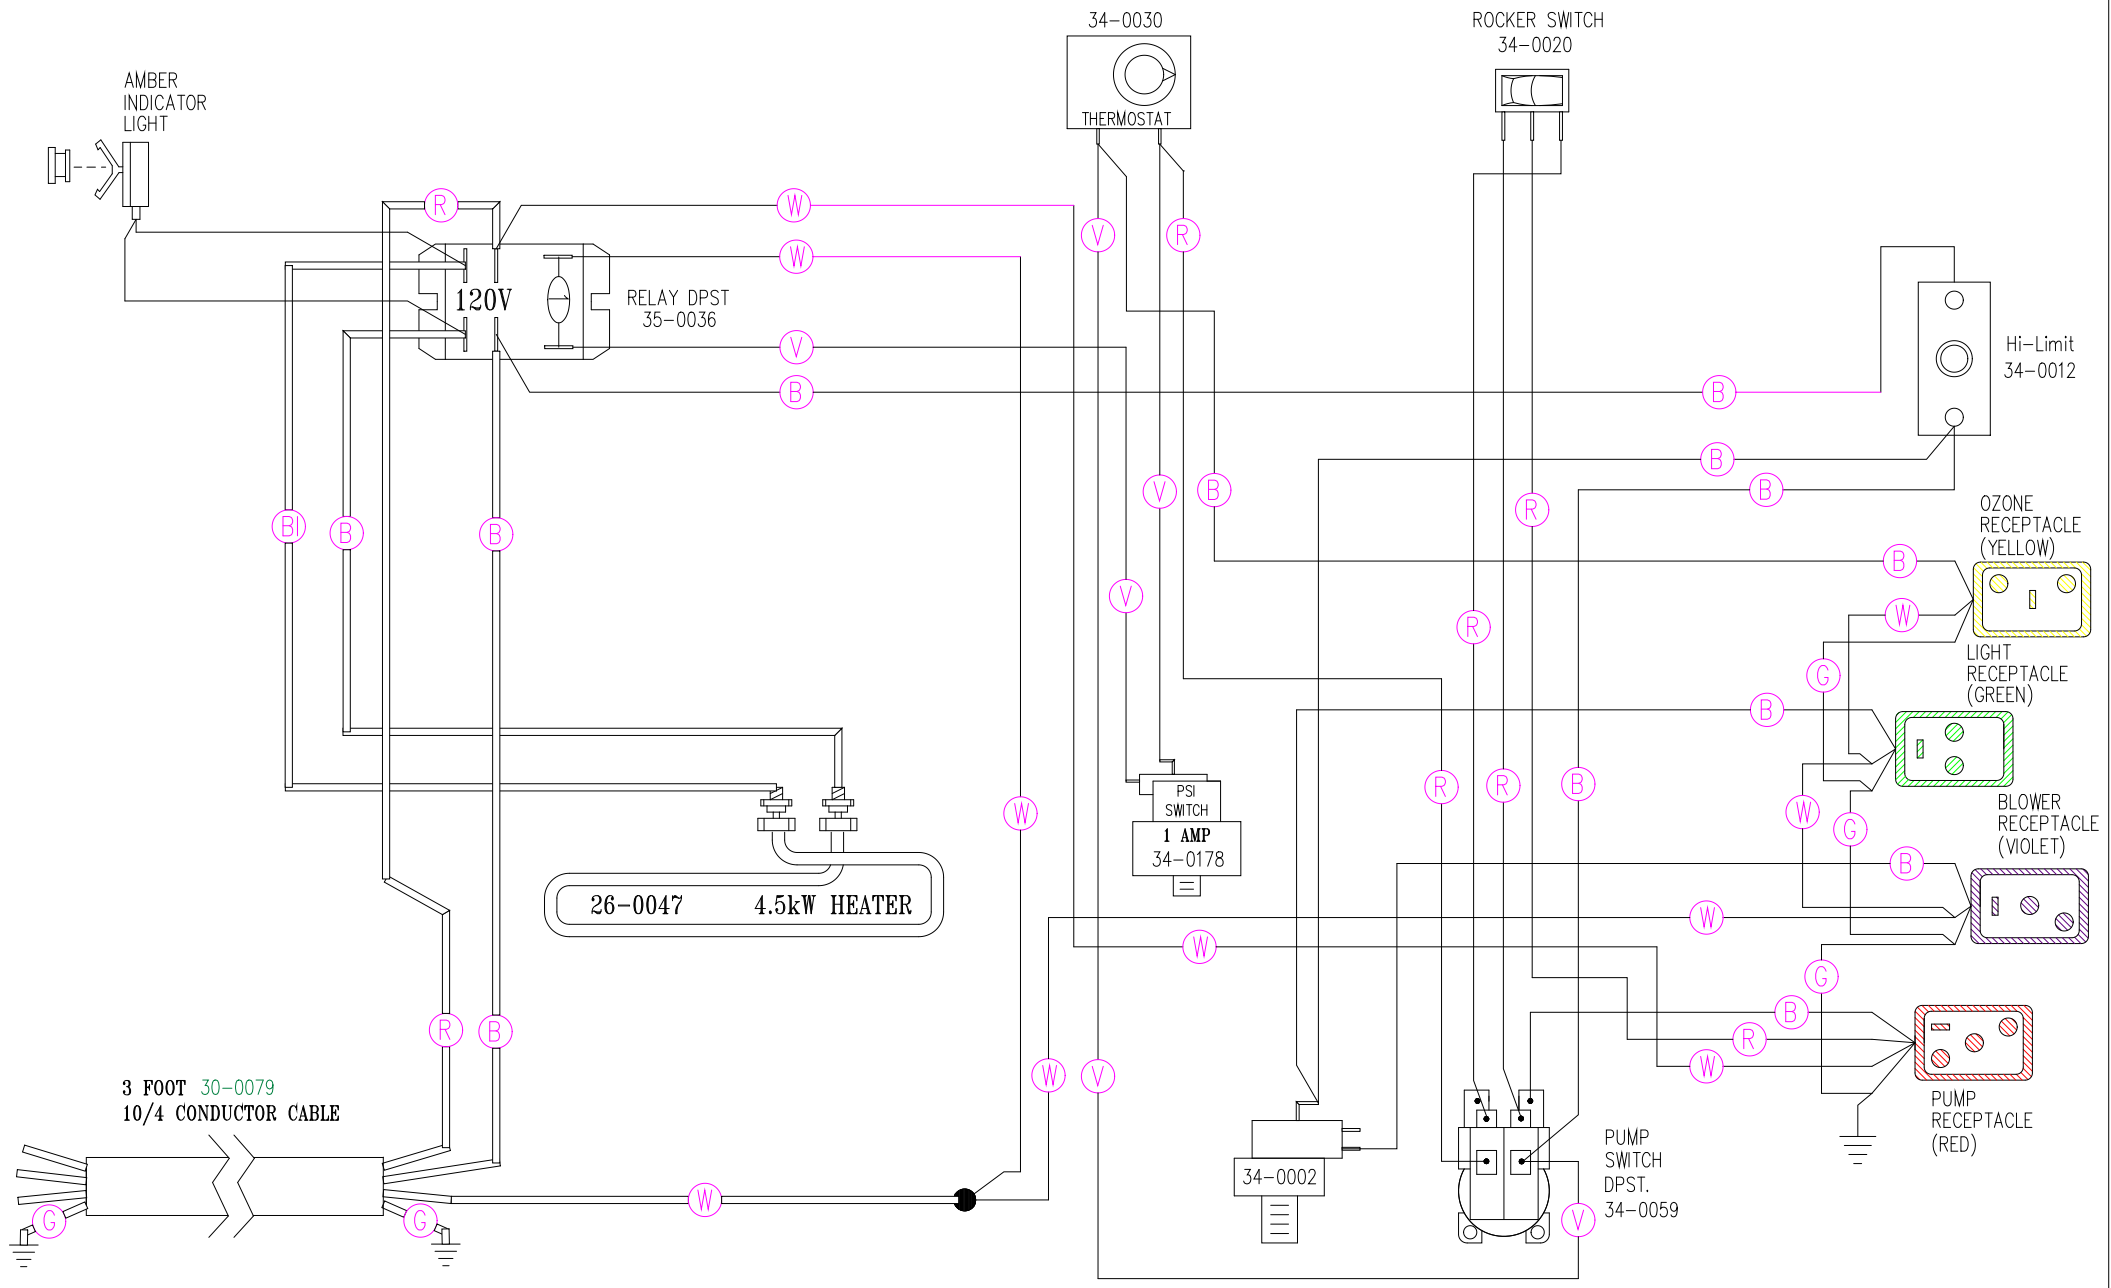 34-0030
THERMOSTAT
ROCKER SWITCH
34-0020
AMBER
INDICATOR
LIGHT
R
W
V
R
W
120V
RELAY DPST
35-0036
V
B
B
Hi-Limit
34-0012
B
B
V
B
R
Bl
B
B
OZONE
RECEPTACLE
(YELLOW)
B
V
W
R
LIGHT
RECEPTACLE
(GREEN)
G
B
R
R
B
PSI
SWITCH
1 AMP
34-0178
W
W
G
BLOWER
RECEPTACLE
(VIOLET)
B
26-0047
4.5kW HEATER
W
W
G
R
B
B
R
W
W
V
PUMP
RECEPTACLE
(RED)
3 FOOT 30-0079
10/4 CONDUCTOR CABLE
34-0002
PUMP
SWITCH
DPST.
34-0059
G
G
W
V